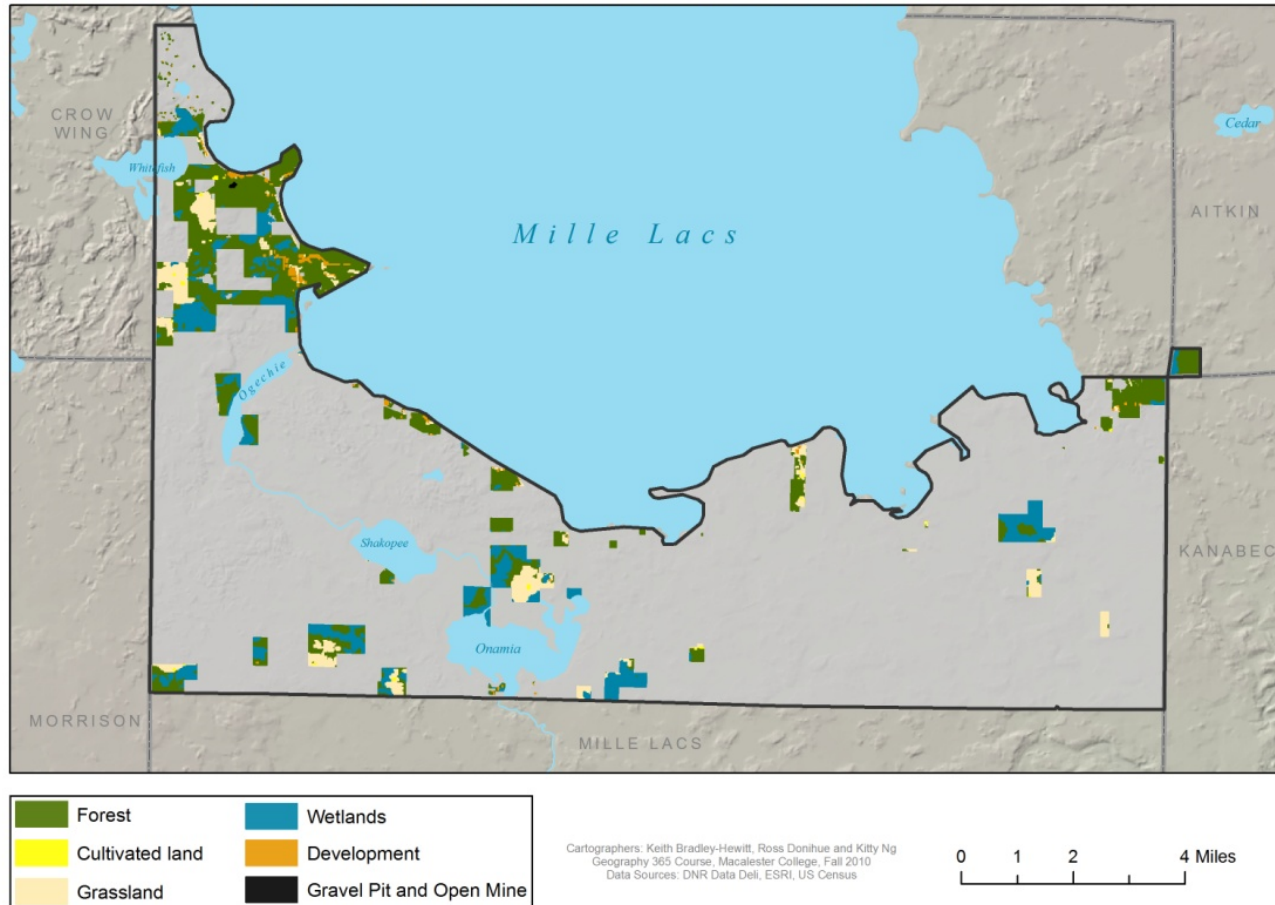 CROW
WING
Cedar
Whitefish
AITKIN
Mille Lacs
Ogechie
Shakopee
KANABEC
Onamia
MORRISON
MILLE LACS
Forest
Wetlands
Cultivated land
Development
Grassland
Gravel Pit and Open Mine
Cartographers: Keith Bradley-Hewitt, Ross Donihue and Kitty Ng
Geography 365 Course, Macalester College, Fall 2010
Data Sources: DNR Data Deli, ESRI, US Census
0 1 2 4 Miles